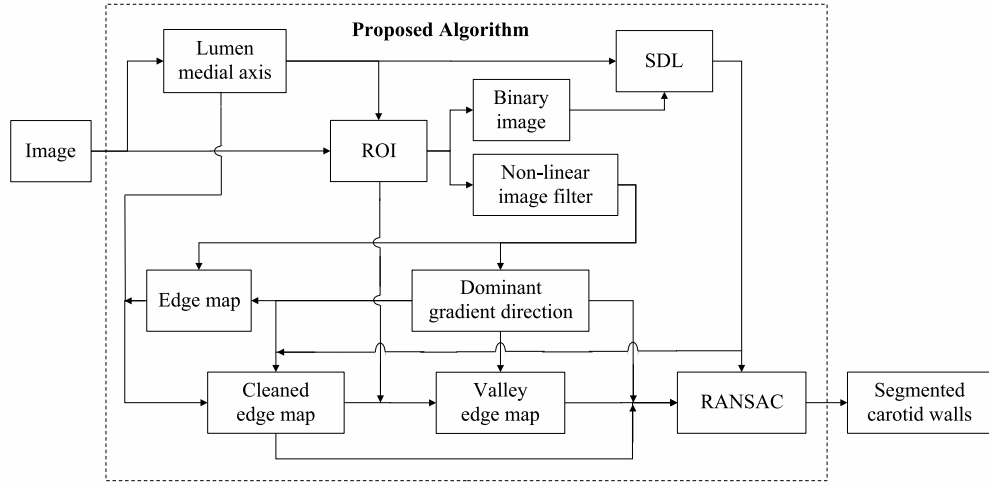 Proposed Algorithm
Lumen
medial axis
SDL
Binary
image
Image
ROI
Non-linear
image filter
Edge map
Dominant
gradient direction
Cleaned
edge map
Valley
edge map
RANSAC
Segmented
carotid walls